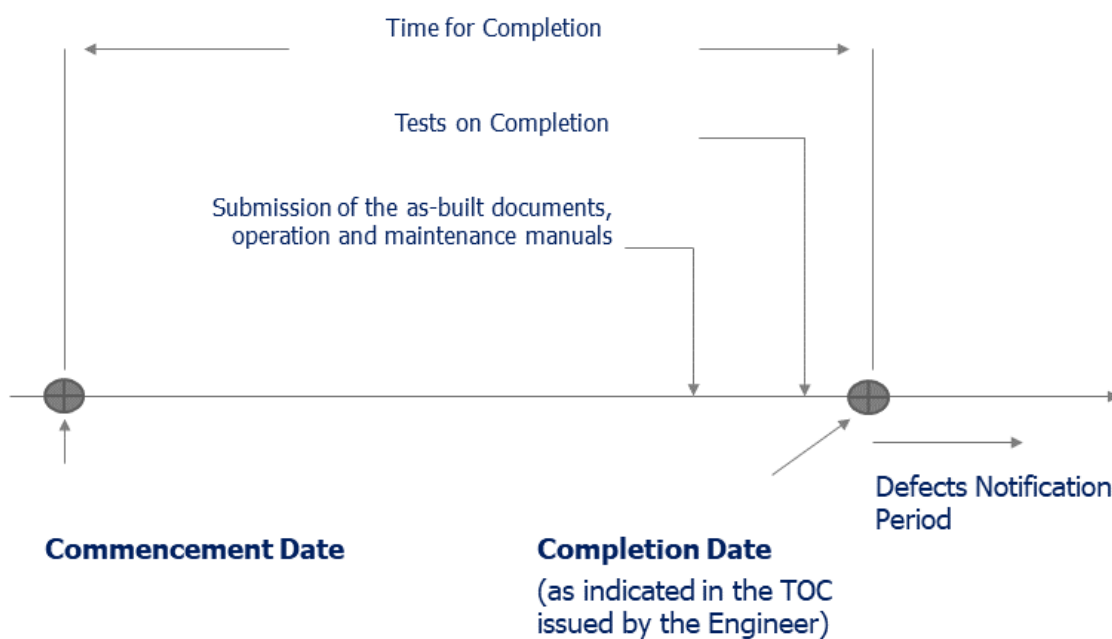 Time for Completion
Tests on Completion
Submission of the as-built documents,
operation and maintenance manuals
Defects Notification
Period
Commencement Date
Completion Date
(as indicated in the TOC
issued by the Engineer)